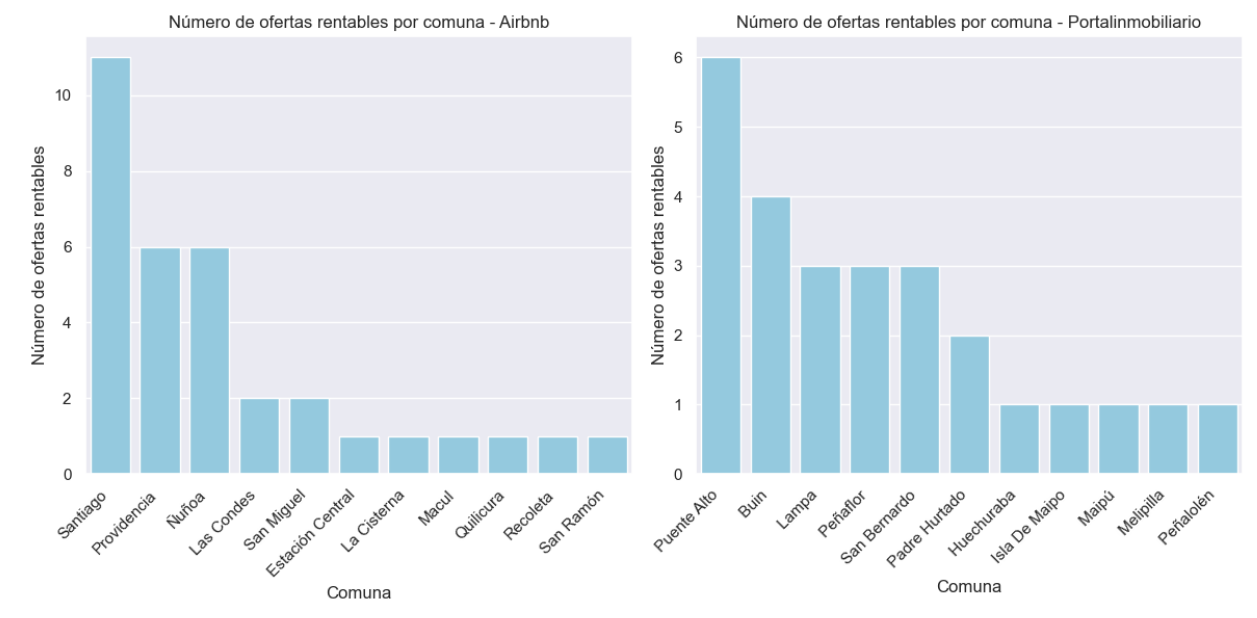 Número de ofertas rentables por comuna - Airbnb
Número de ofertas rentables
10
8
6
4
2
0
Santiago
Providencia
Ñuñoa
Las Condes
San Miguel
Estación Central
La Cisterna
Macul
Quilicura
Recoleta
San Ramón
Comuna
Número de ofertas rentables por comuna - Portalinmobiliario
Número de ofertas rentables
6
5
4
3
2
1
0
Puente Alto
Buin
Lampa
Peñaflor
San Bernardo
Padre Hurtado
Huechuraba
Isla De Maipo
Maipú
Melipilla
Peñalolén
Comuna